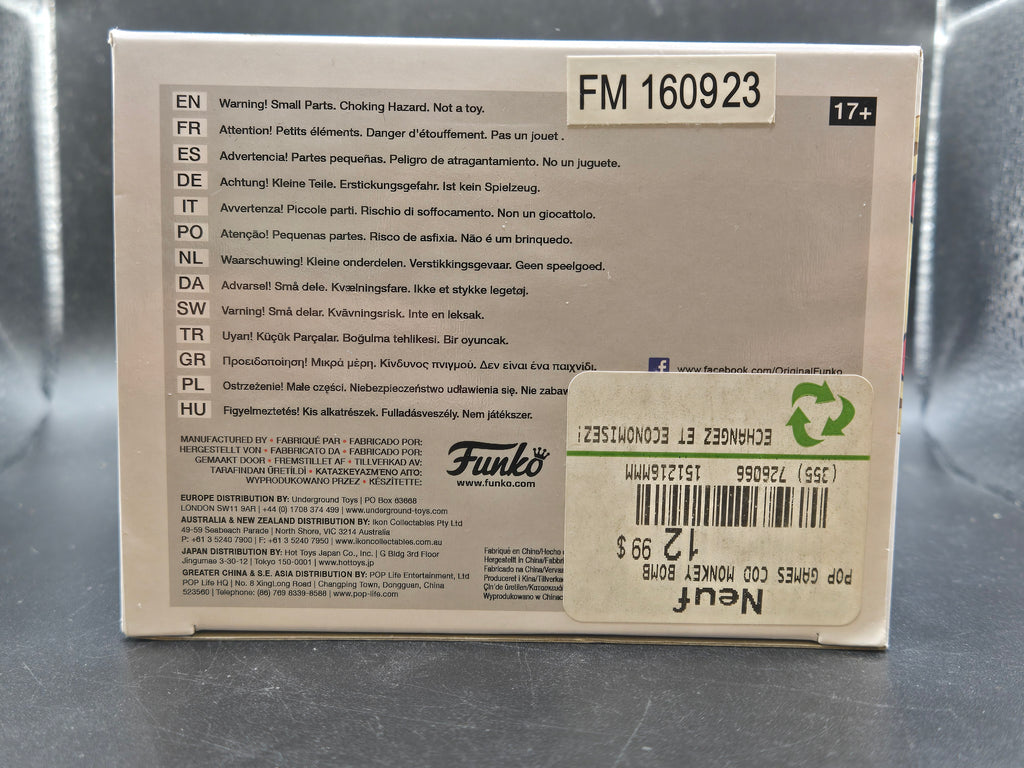 FM 160923
17+
EN Warning! Small Parts. Choking Hazard. Not a toy.
FR Attention! Petits éléments. Danger d'étouffement. Pas un jouet .
ES Advertencia! Partes pequeñas. Peligro de atragantamiento. No un juguete.
DE Achtung! Kleine Teile. Erstickungsgefahr. Ist kein Spielzeug.
IT Avvertenza! Piccole parti. Rischio di soffocamento. Non un giocattolo.
PO Atenção! Pequenas partes. Risco de asfixia. Não é um brinquedo.
NL Waarschuwing! Kleine onderdelen. Verstikkingsgevaar. Geen speelgoed.
DA Advarsel! Små dele. Kvælningsfare. Ikke et stykke legetøj.
SW Varning! Små delar. Kvävningsrisk. Inte en leksak.
TR Uyarı! Küçük Parçalar. Boğulma tehlikesi. Bir oyuncak.
GR Προειδοποίηση! Μικρά μέρη. Κίνδυνος πνιγμού. Δεν είναι ένα παιχνίδι.
PL Ostrzeżenie! Małe części. Niebezpieczeństwo udławienia się. Nie zabaw
HU Figyelmeztetés! Kis alkatrészek. Fulladásveszély. Nem játékszer.
f www.facebook.com/OriginalFunko
MANUFACTURED BY • FABRIQUÉ PAR • FABRICADO POR:
HERGESTELLT VON • FABBRICATO DA • FABRICADO POR:
GEMAAKT DOOR • FREMSTILLET AF • TILLVERKAD AV:
TARAFINDAN ÜRETİLDİ • ΚΑΤΑΣΚΕΥΑΣΜΈΝΟ ΑΠΌ:
WYPRODUKOWANO PRZEZ • KÉSZÍTETTE:
Funko
www.funko.com
EUROPE DISTRIBUTION BY: Underground Toys | PO Box 63668
LONDON SW11 9AR | +44 (0) 1708 374 499 | www.underground-toys.com
AUSTRALIA & NEW ZEALAND DISTRIBUTION BY: Ikon Collectables Pty Ltd
49-59 Seabeach Parade | North Shore, VIC 3214 Australia
P: +61 3 5240 7900 | F: +61 3 5240 7950 | www.ikoncollectables.com.au
JAPAN DISTRIBUTION BY: Hot Toys Japan Co., Inc. | G Bldg 3rd Floor
Jingumae 3-30-12 | Tokyo 150-0001 | www.hottoys.jp
GREATER CHINA & S.E. ASIA DISTRIBUTION BY: POP Life Entertainment, Ltd
POP Life HQ | No. 8 XingLong Road | Changping Town, Dongguan, China
523560 | Telephone: (86) 769 8339-8588 | www.pop-life.com
Fabriqué en China/Hecho
Hergestellt in China/Fabbri
Fabricado na China/Vervaa
Produceret i Kina/Tillverka
Wyprodukowano w Chinac
Neuf
POP GAMES COD MONKEY BOMB
12 99 $
(355) 726066 151216MMM
ECHANGEZ ET ECONOMISEZ!